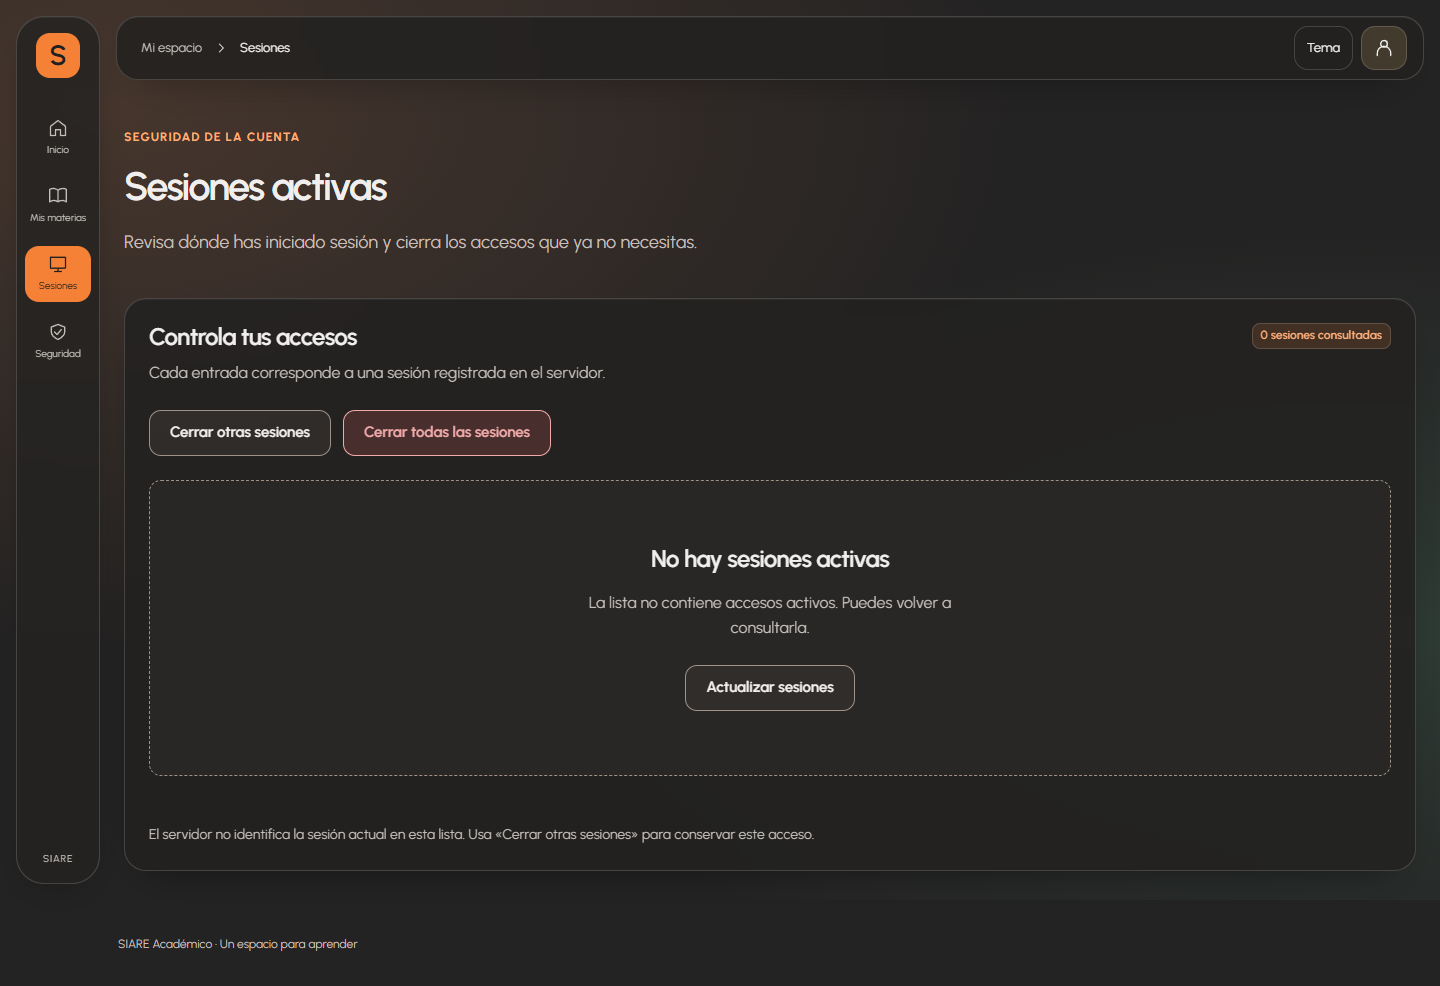 S
Inicio
Mis materias
Sesiones
Seguridad
SIARE
Mi espacio > Sesiones
Tema
SEGURIDAD DE LA CUENTA
Sesiones activas
Revisa dónde has iniciado sesión y cierra los accesos que ya no necesitas.
Controla tus accesos
0 sesiones consultadas
Cada entrada corresponde a una sesión registrada en el servidor.
Cerrar otras sesiones
Cerrar todas las sesiones
No hay sesiones activas
La lista no contiene accesos activos. Puedes volver a
consultarla.
Actualizar sesiones
El servidor no identifica la sesión actual en esta lista. Usa «Cerrar otras sesiones» para conservar este acceso.
SIARE Académico · Un espacio para aprender